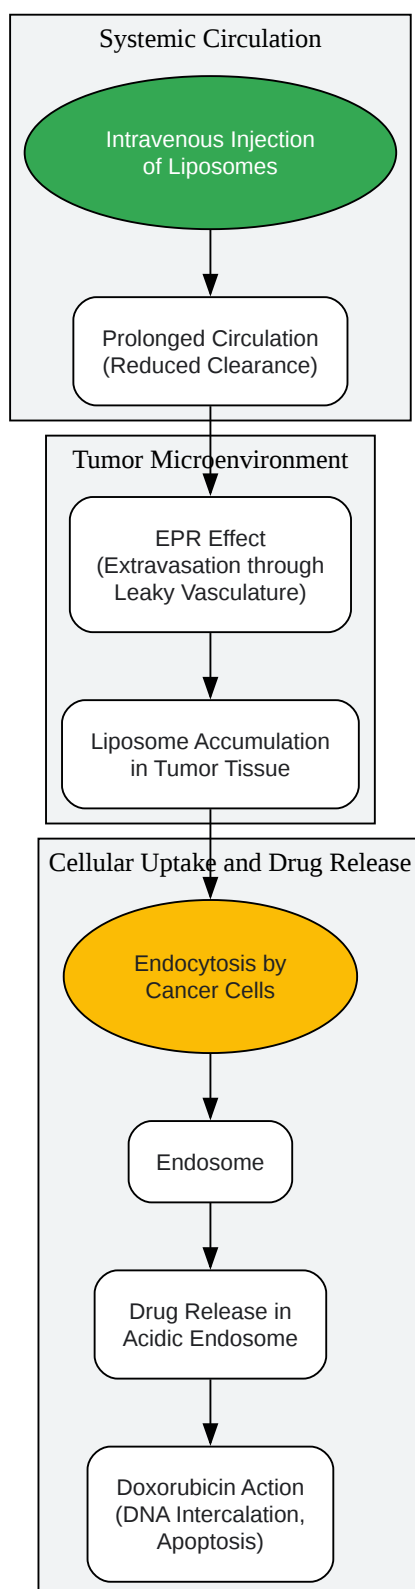 Systemic Circulation
Intravenous Injection
of Liposomes
Prolonged Circulation
(Reduced Clearance)
Tumor Microenvironment
EPR Effect
(Extravasation through
Leaky Vasculature)
Liposome Accumulation
in Tumor Tissue
Cellular Uptake and Drug Release
Endocytosis by
Cancer Cells
Endosome
Drug Release in
Acidic Endosome
Doxorubicin Action
(DNA Intercalation,
Apoptosis)